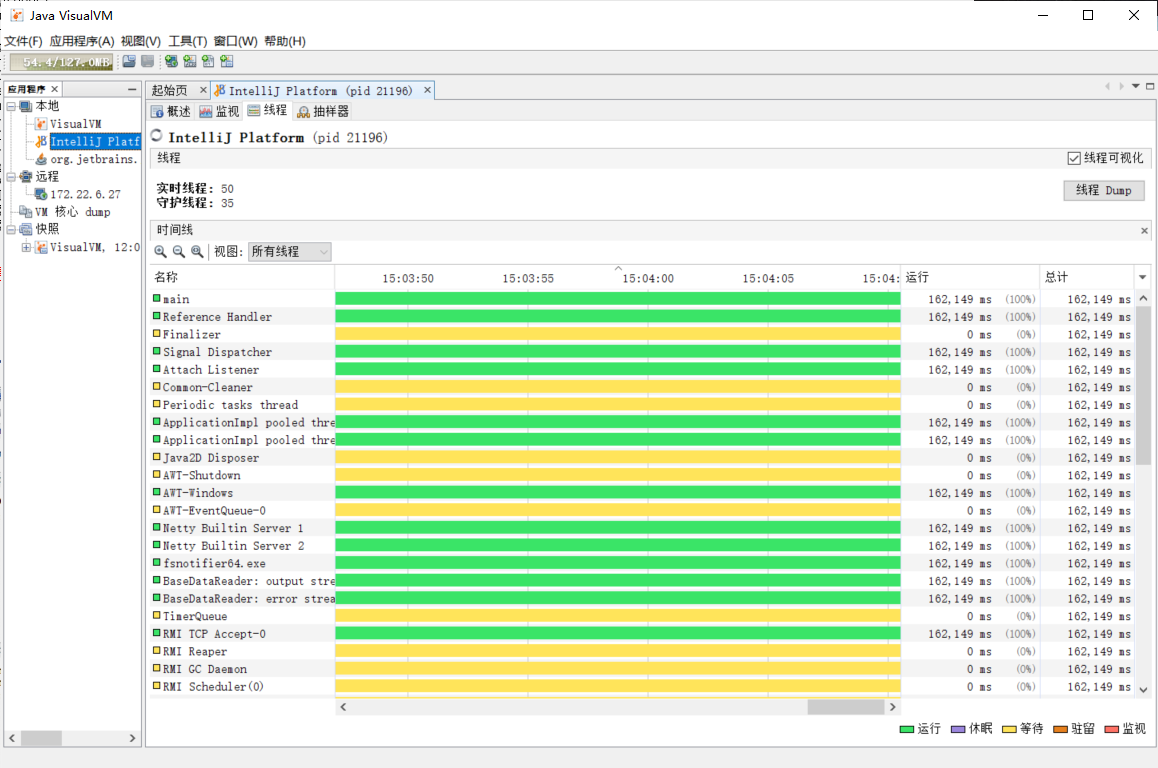 Java VisualVM
文件(F) 应用程序(A) 视图(V) 工具(T) 窗口(W) 帮助(H)
54.4/127.0MB
应用程序
本地
VisualVM
IntelliJ Platf
org.jetbrains.
远程
172.22.6.27
VM 核心 dump
快照
VisualVM, 12:0
起始页 IntelliJ Platform (pid 21196)
概述 监视 线程 抽样器
IntelliJ Platform (pid 21196)
线程 线程可视化
实时线程: 50
守护线程: 35
线程 Dump
时间线
视图: 所有线程
名称 15:03:50 15:03:55 15:04:00 15:04:05 15:04: 运行 总计
main 162,149 ms (100%) 162,149 ms
Reference Handler 162,149 ms (100%) 162,149 ms
Finalizer 0 ms (0%) 162,149 ms
Signal Dispatcher 162,149 ms (100%) 162,149 ms
Attach Listener 162,149 ms (100%) 162,149 ms
Common-Cleaner 0 ms (0%) 162,149 ms
Periodic tasks thread 0 ms (0%) 162,149 ms
ApplicationImpl pooled thre 162,149 ms (100%) 162,149 ms
ApplicationImpl pooled thre 162,149 ms (100%) 162,149 ms
Java2D Disposer 0 ms (0%) 162,149 ms
AWT-Shutdown 0 ms (0%) 162,149 ms
AWT-Windows 162,149 ms (100%) 162,149 ms
AWT-EventQueue-0 0 ms (0%) 162,149 ms
Netty Builtin Server 1 162,149 ms (100%) 162,149 ms
Netty Builtin Server 2 162,149 ms (100%) 162,149 ms
fsnotifier64.exe 162,149 ms (100%) 162,149 ms
BaseDataReader: output stre 162,149 ms (100%) 162,149 ms
BaseDataReader: error strea 162,149 ms (100%) 162,149 ms
TimerQueue 0 ms (0%) 162,149 ms
RMI TCP Accept-0 162,149 ms (100%) 162,149 ms
RMI Reaper 0 ms (0%) 162,149 ms
RMI GC Daemon 0 ms (0%) 162,149 ms
RMI Scheduler(0) 0 ms (0%) 162,149 ms
运行 休眠 等待 驻留 监视